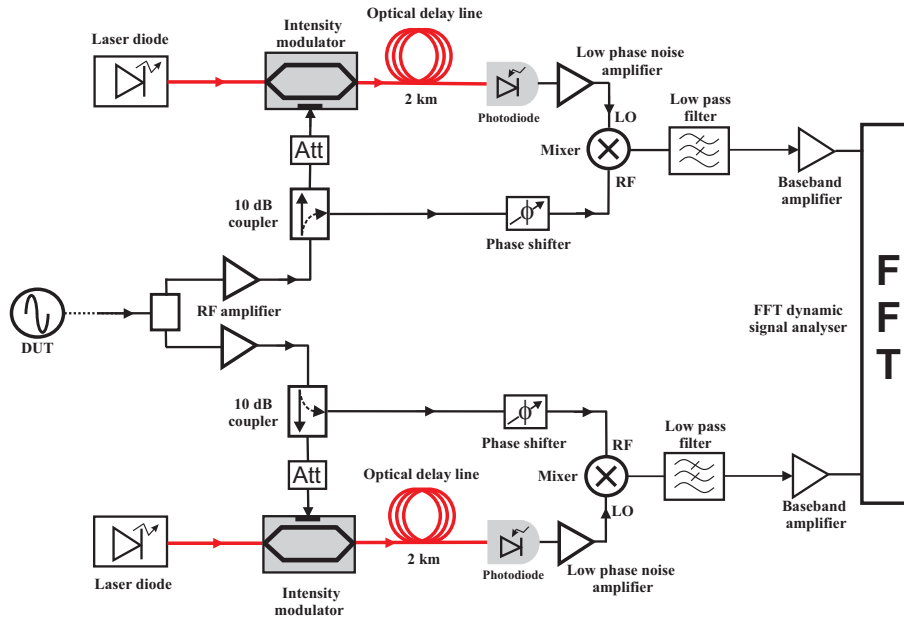 Optical delay line
Intensity
modulator
Laser diode
2 km
Photodiode
Low phase noise
amplifier
LO
Mixer
RF
Low pass
filter
Baseband
amplifier
Att
10 dB
coupler
ϕ
Phase shifter
RF amplifier
DUT
FFT dynamic
signal analyser
F
F
T
10 dB
coupler
ϕ
Phase shifter
RF
Mixer
LO
Low pass
filter
Baseband
amplifier
Att
Optical delay line
2 km
Laser diode
Intensity
modulator
Photodiode
Low phase noise
amplifier